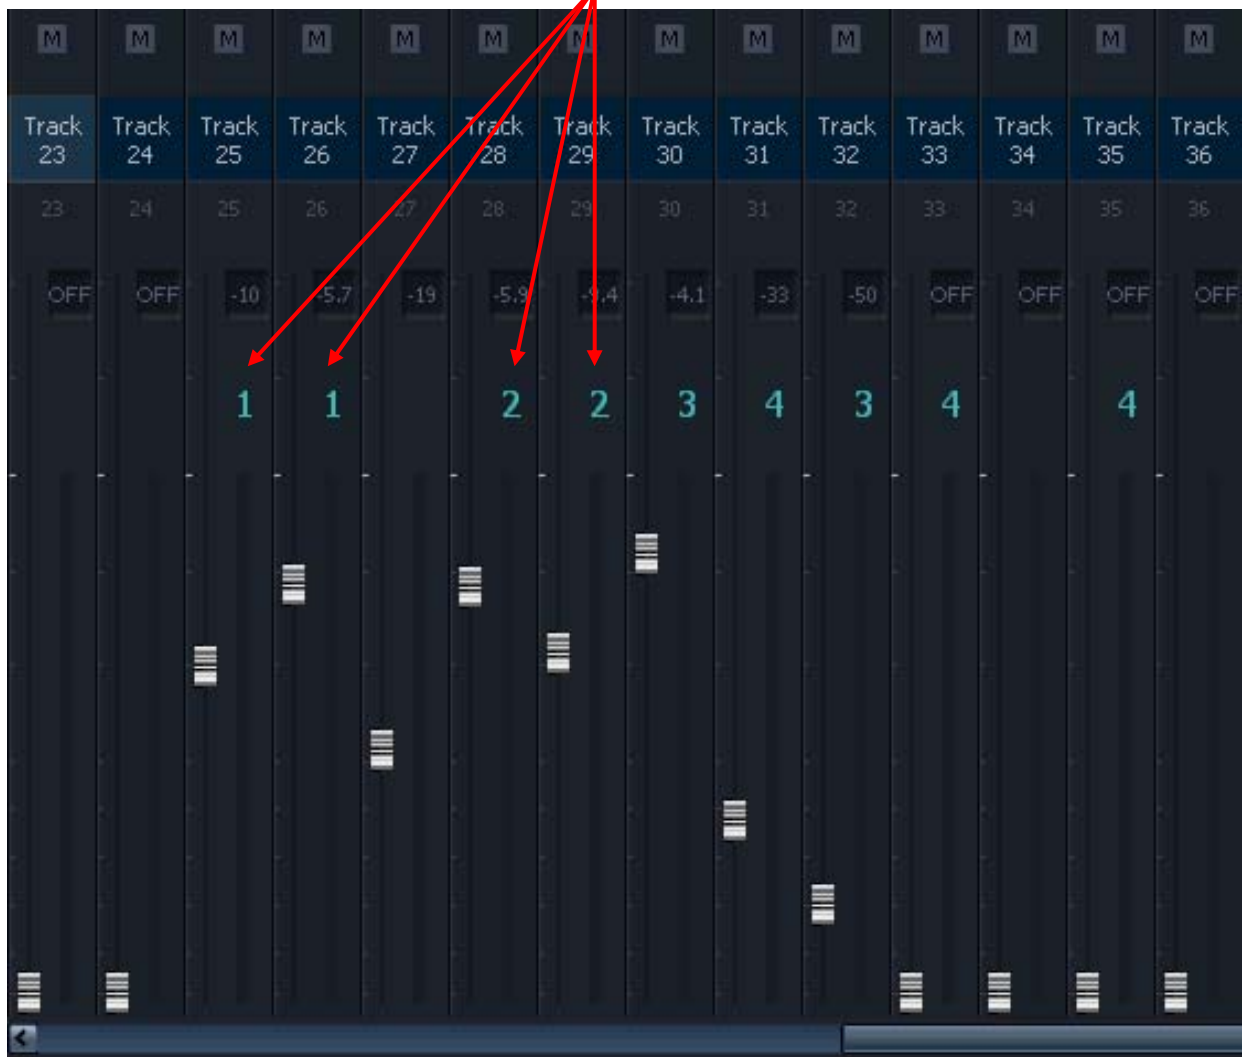 M M M M M M M M M M M M M M
Track Track Track Track Track Track Track Track Track Track Track Track Track Track
23 24 25 26 27 28 29 30 31 32 33 34 35 36
23 24 25 26 27 28 29 30 31 32 33 34 35 36
OFF OFF -10 -5.7 -19 -5.9 -9.4 -4.1 -33 -50 OFF OFF OFF OFF
1 1 2 2 3 4 3 4 4